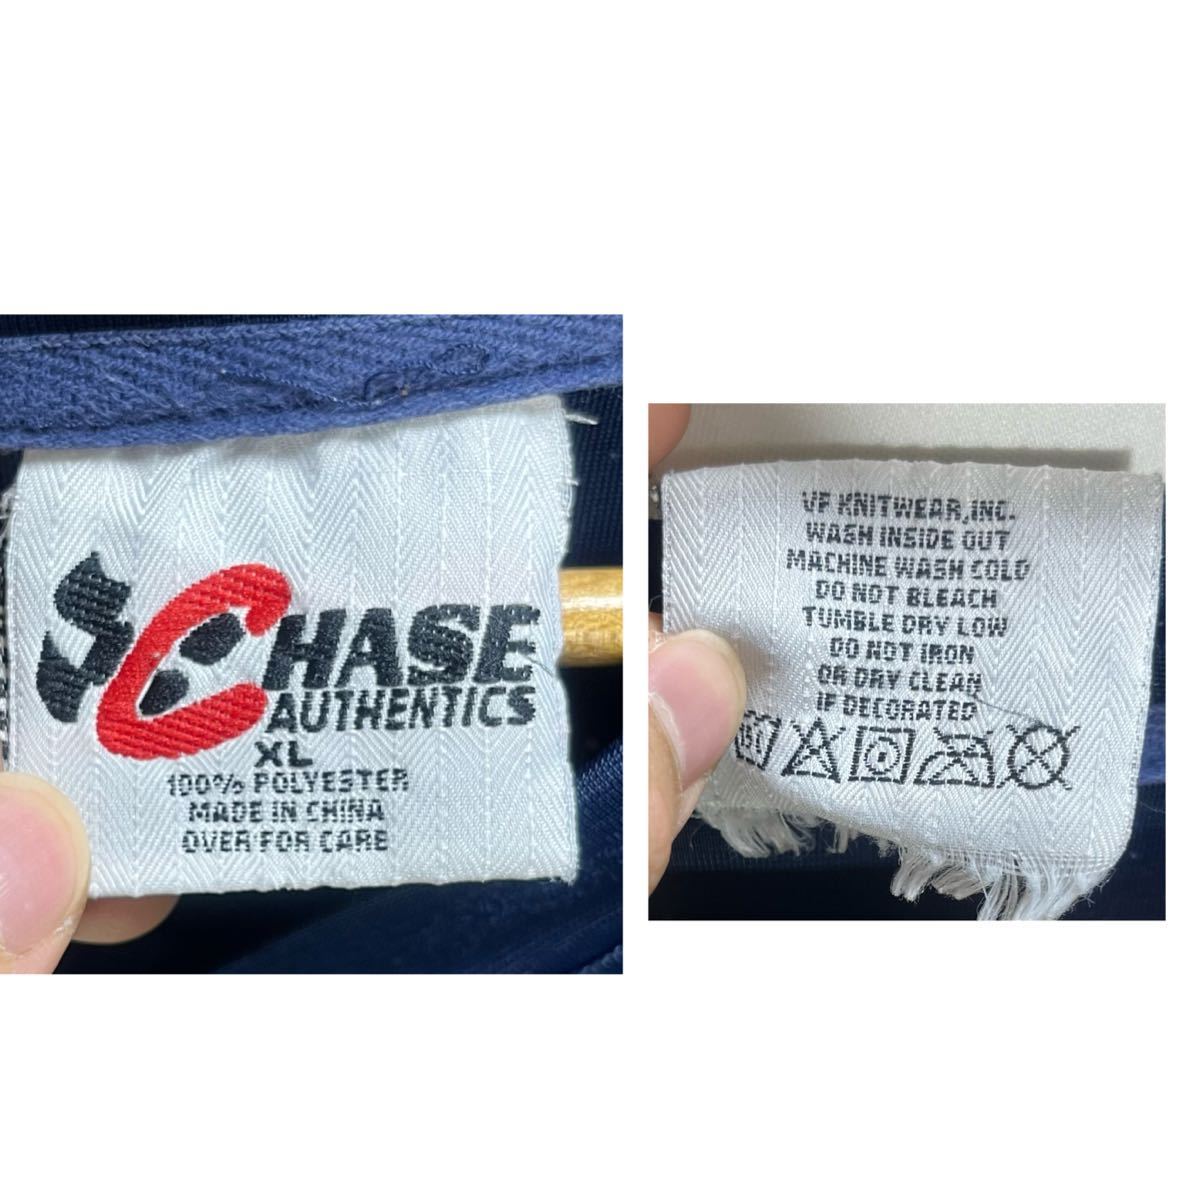 CHASE
AUTHENTICS
XL
100% POLYESTER
MADE IN CHINA
OVER FOR CARE
VF KNITWEAR,INC.
WASH INSIDE OUT
MACHINE WASH COLD
DO NOT BLEACH
TUMBLE DRY LOW
DO NOT IRON
OR DRY CLEAN
IF DECORATED